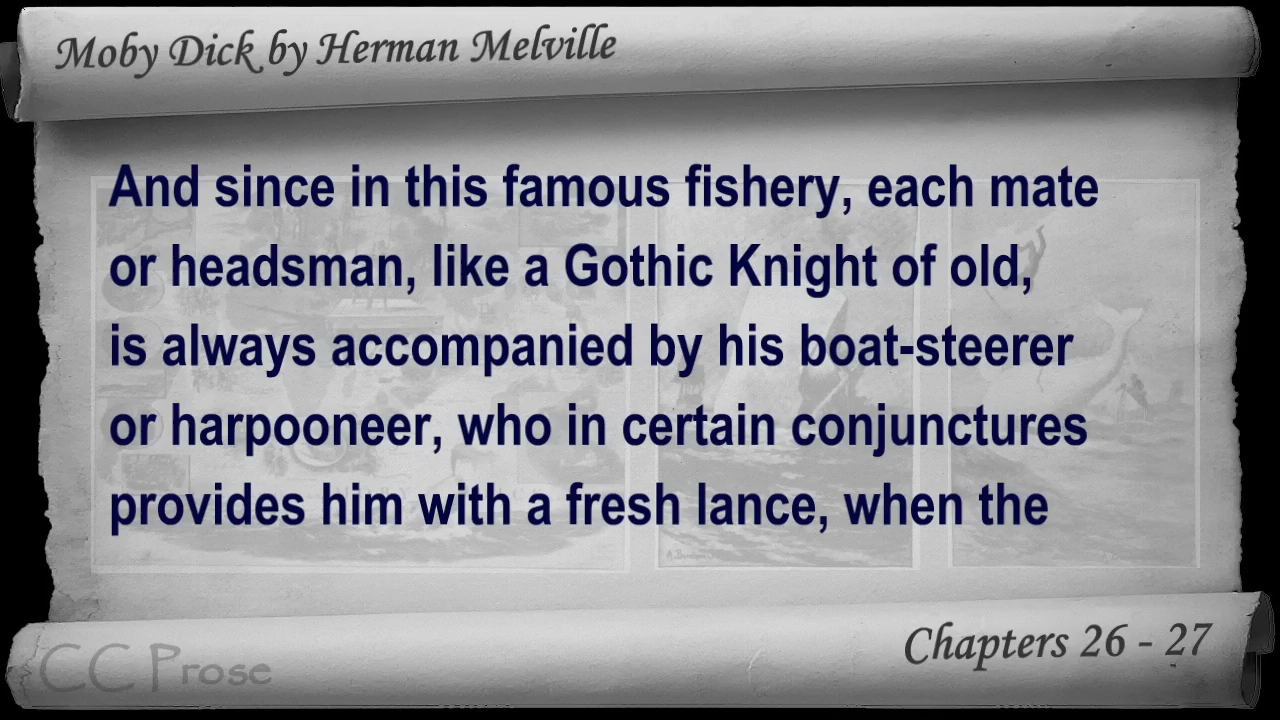 Moby Dick by Herman Melville
And since in this famous fishery, each mate
or headsman, like a Gothic Knight of old,
is always accompanied by his boat-steerer
or harpooneer, who in certain conjunctures
provides him with a fresh lance, when the
Chapters 26 - 27
CC Prose